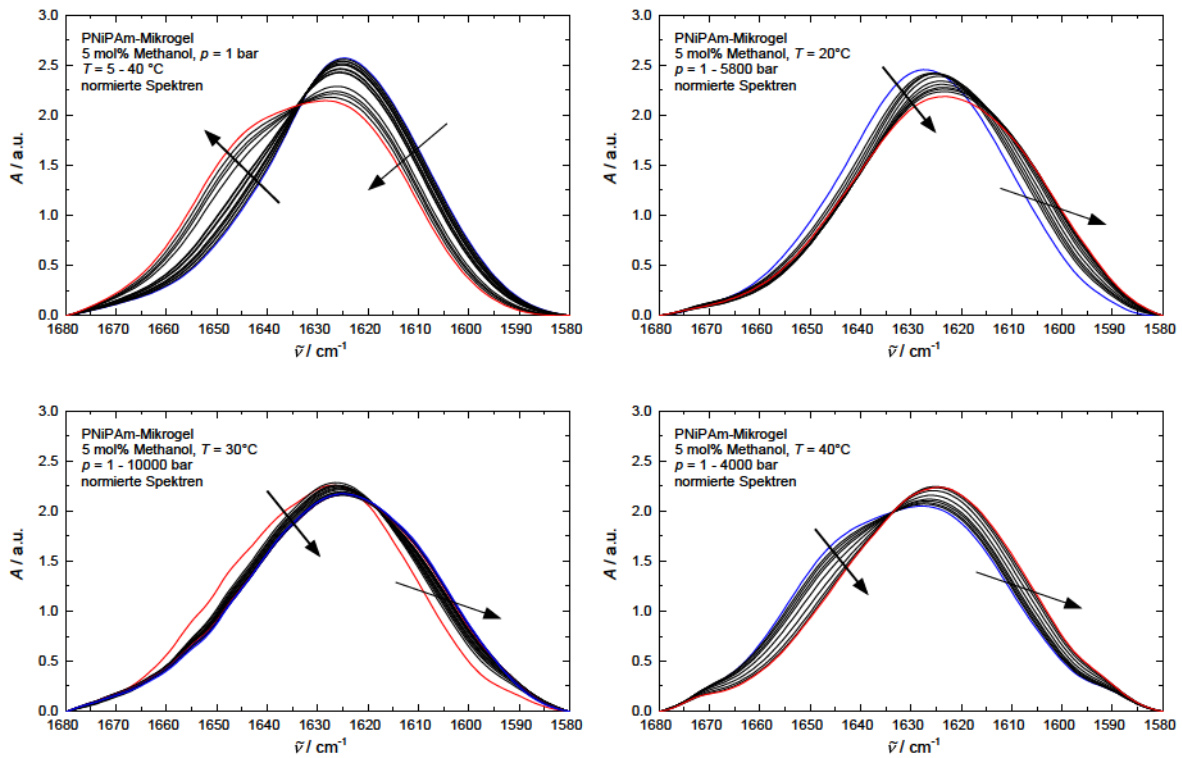 PNiPAm-Mikrogel
5 mol% Methanol, p = 1 bar
T = 5 - 40 °C
normierte Spektren
A / a.u.
3.0
2.5
2.0
1.5
1.0
0.5
0.0
1680 1670 1660 1650 1640 1630 1620 1610 1600 1590 1580
ν̃ / cm⁻¹
PNiPAm-Mikrogel
5 mol% Methanol, T = 20°C
p = 1 - 5800 bar
normierte Spektren
A / a.u.
3.0
2.5
2.0
1.5
1.0
0.5
0.0
1680 1670 1660 1650 1640 1630 1620 1610 1600 1590 1580
ν̃ / cm⁻¹
PNiPAm-Mikrogel
5 mol% Methanol, T = 30°C
p = 1 - 10000 bar
normierte Spektren
A / a.u.
3.0
2.5
2.0
1.5
1.0
0.5
0.0
1680 1670 1660 1650 1640 1630 1620 1610 1600 1590 1580
ν̃ / cm⁻¹
PNiPAm-Mikrogel
5 mol% Methanol, T = 40°C
p = 1 - 4000 bar
normierte Spektren
A / a.u.
3.0
2.5
2.0
1.5
1.0
0.5
0.0
1680 1670 1660 1650 1640 1630 1620 1610 1600 1590 1580
ν̃ / cm⁻¹